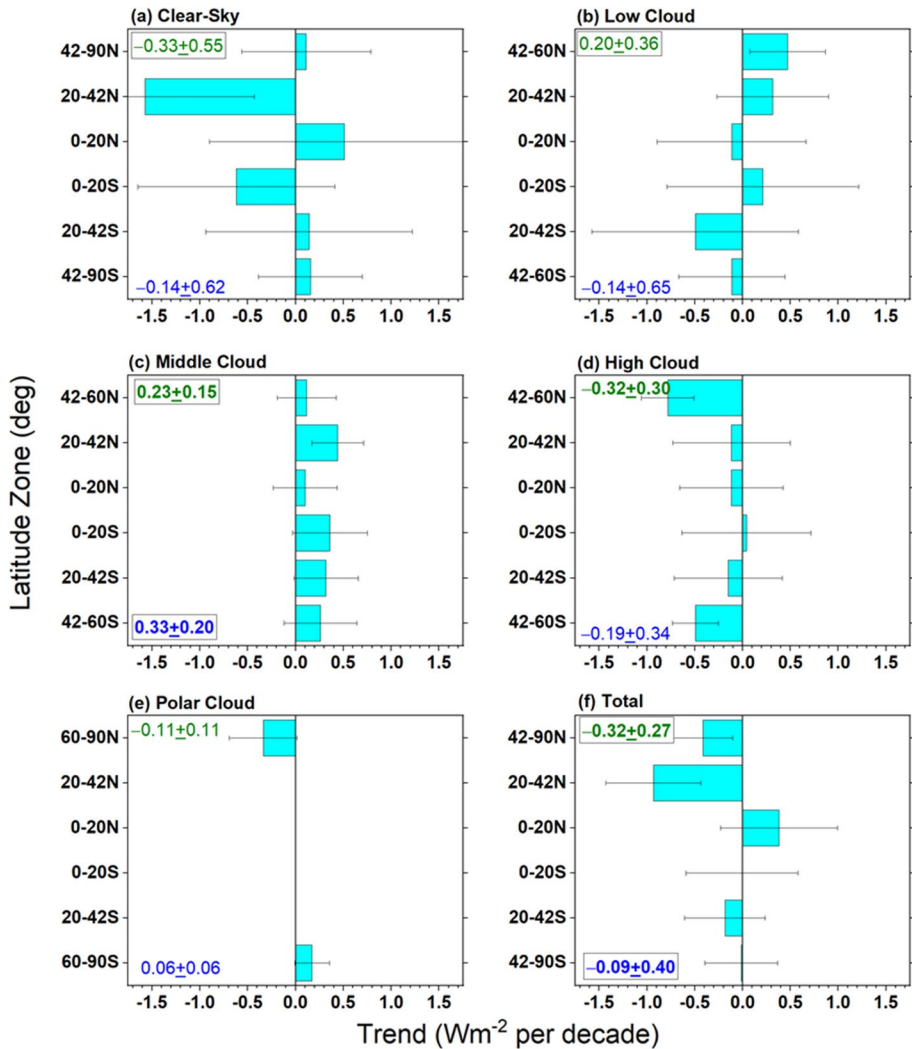 (a) Clear-Sky
42-90N
20-42N
0-20N
0-20S
20-42S
42-90S
−0.33±0.55
−0.14±0.62
-1.5 -1.0 -0.5 0.0 0.5 1.0 1.5
(b) Low Cloud
42-60N
20-42N
0-20N
0-20S
20-42S
42-60S
0.20±0.36
−0.14±0.65
-1.5 -1.0 -0.5 0.0 0.5 1.0 1.5
Latitude Zone (deg)
(c) Middle Cloud
42-60N
20-42N
0-20N
0-20S
20-42S
42-60S
0.23±0.15
0.33±0.20
-1.5 -1.0 -0.5 0.0 0.5 1.0 1.5
(d) High Cloud
42-60N
20-42N
0-20N
0-20S
20-42S
42-60S
−0.32±0.30
−0.19±0.34
-1.5 -1.0 -0.5 0.0 0.5 1.0 1.5
(e) Polar Cloud
60-90N
20-42N
0-20N
0-20S
20-42S
60-90S
−0.11±0.11
0.06±0.06
-1.5 -1.0 -0.5 0.0 0.5 1.0 1.5
(f) Total
42-90N
20-42N
0-20N
0-20S
20-42S
42-90S
−0.32±0.27
−0.09±0.40
-1.5 -1.0 -0.5 0.0 0.5 1.0 1.5
Trend (Wm⁻² per decade)